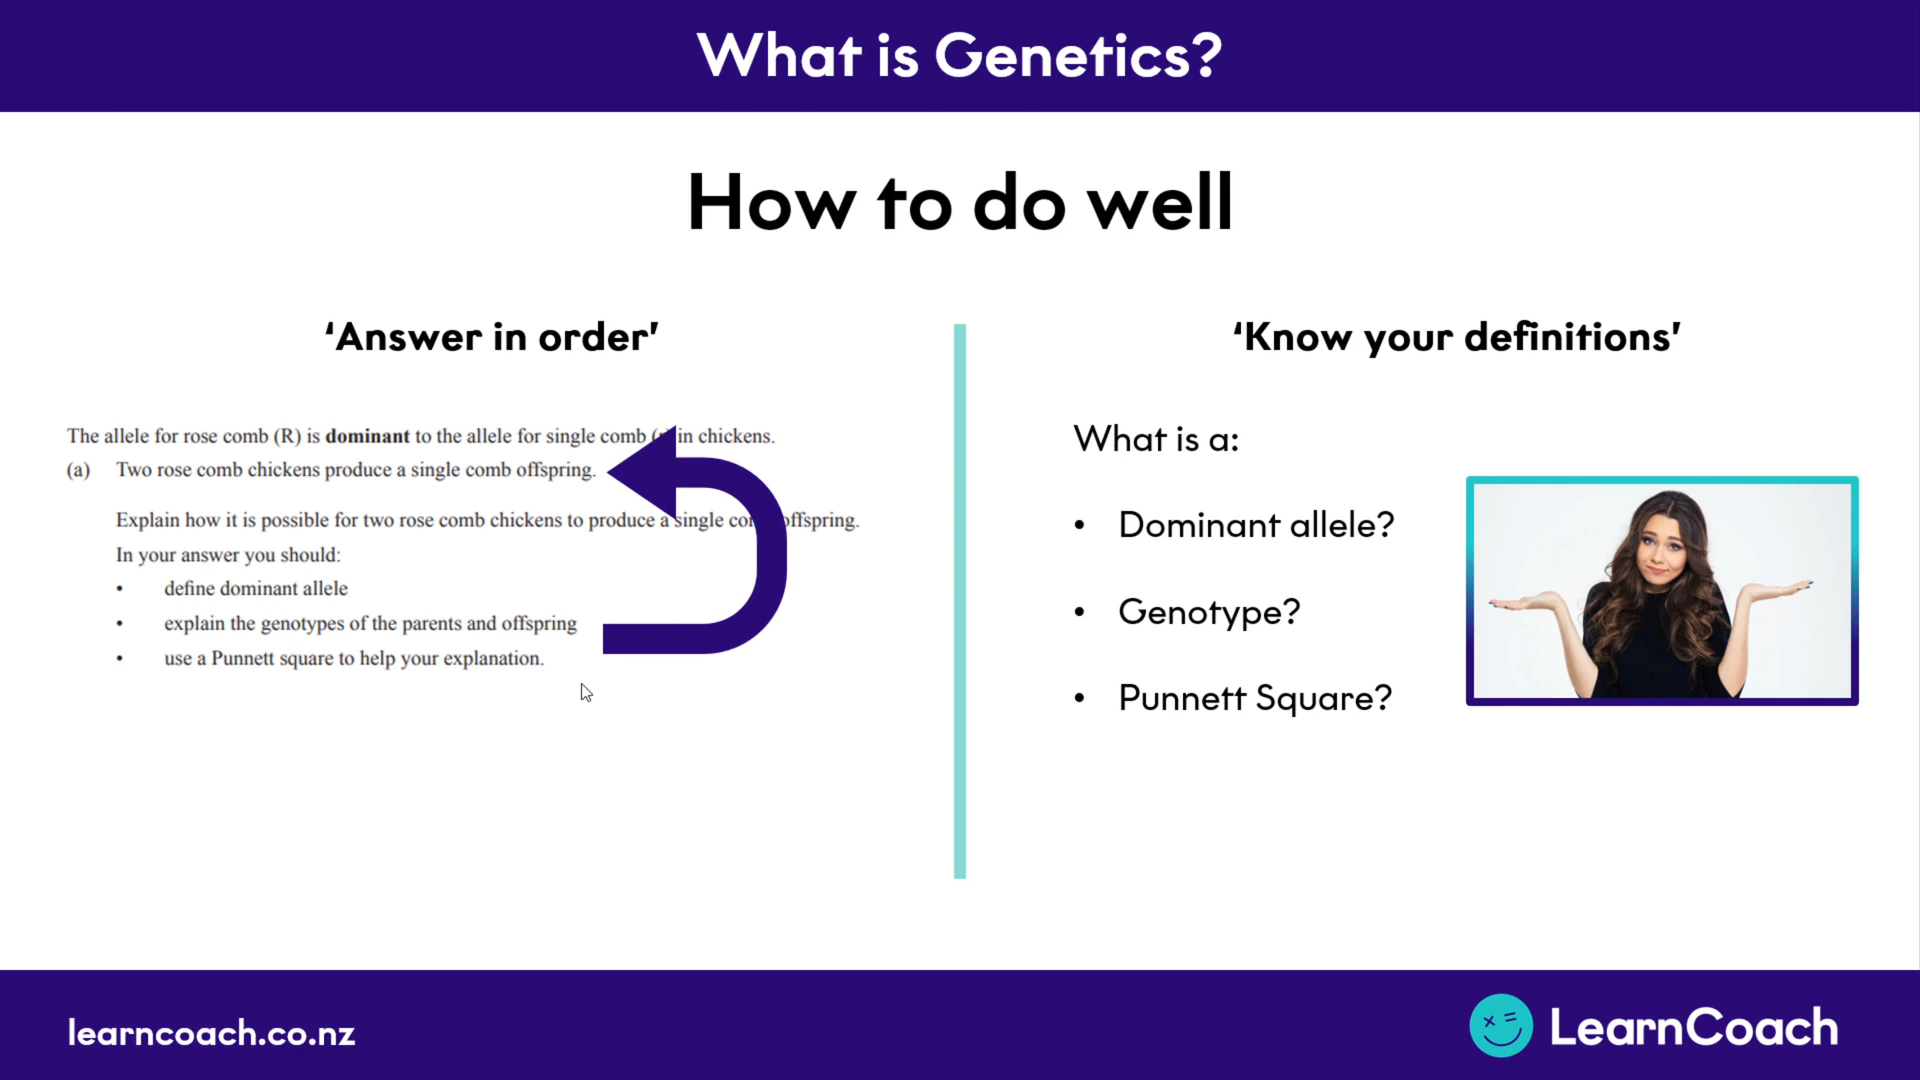 What is Genetics?
How to do well
‘Answer in order’
The allele for rose comb (R) is dominant to the allele for single comb in chickens.
(a) Two rose comb chickens produce a single comb offspring.
Explain how it is possible for two rose comb chickens to produce a single offspring.
In your answer you should:
• define dominant allele
• explain the genotypes of the parents and offspring
• use a Punnett square to help your explanation.
‘Know your definitions’
What is a:
• Dominant allele?
• Genotype?
• Punnett Square?
learncoach.co.nz
LearnCoach